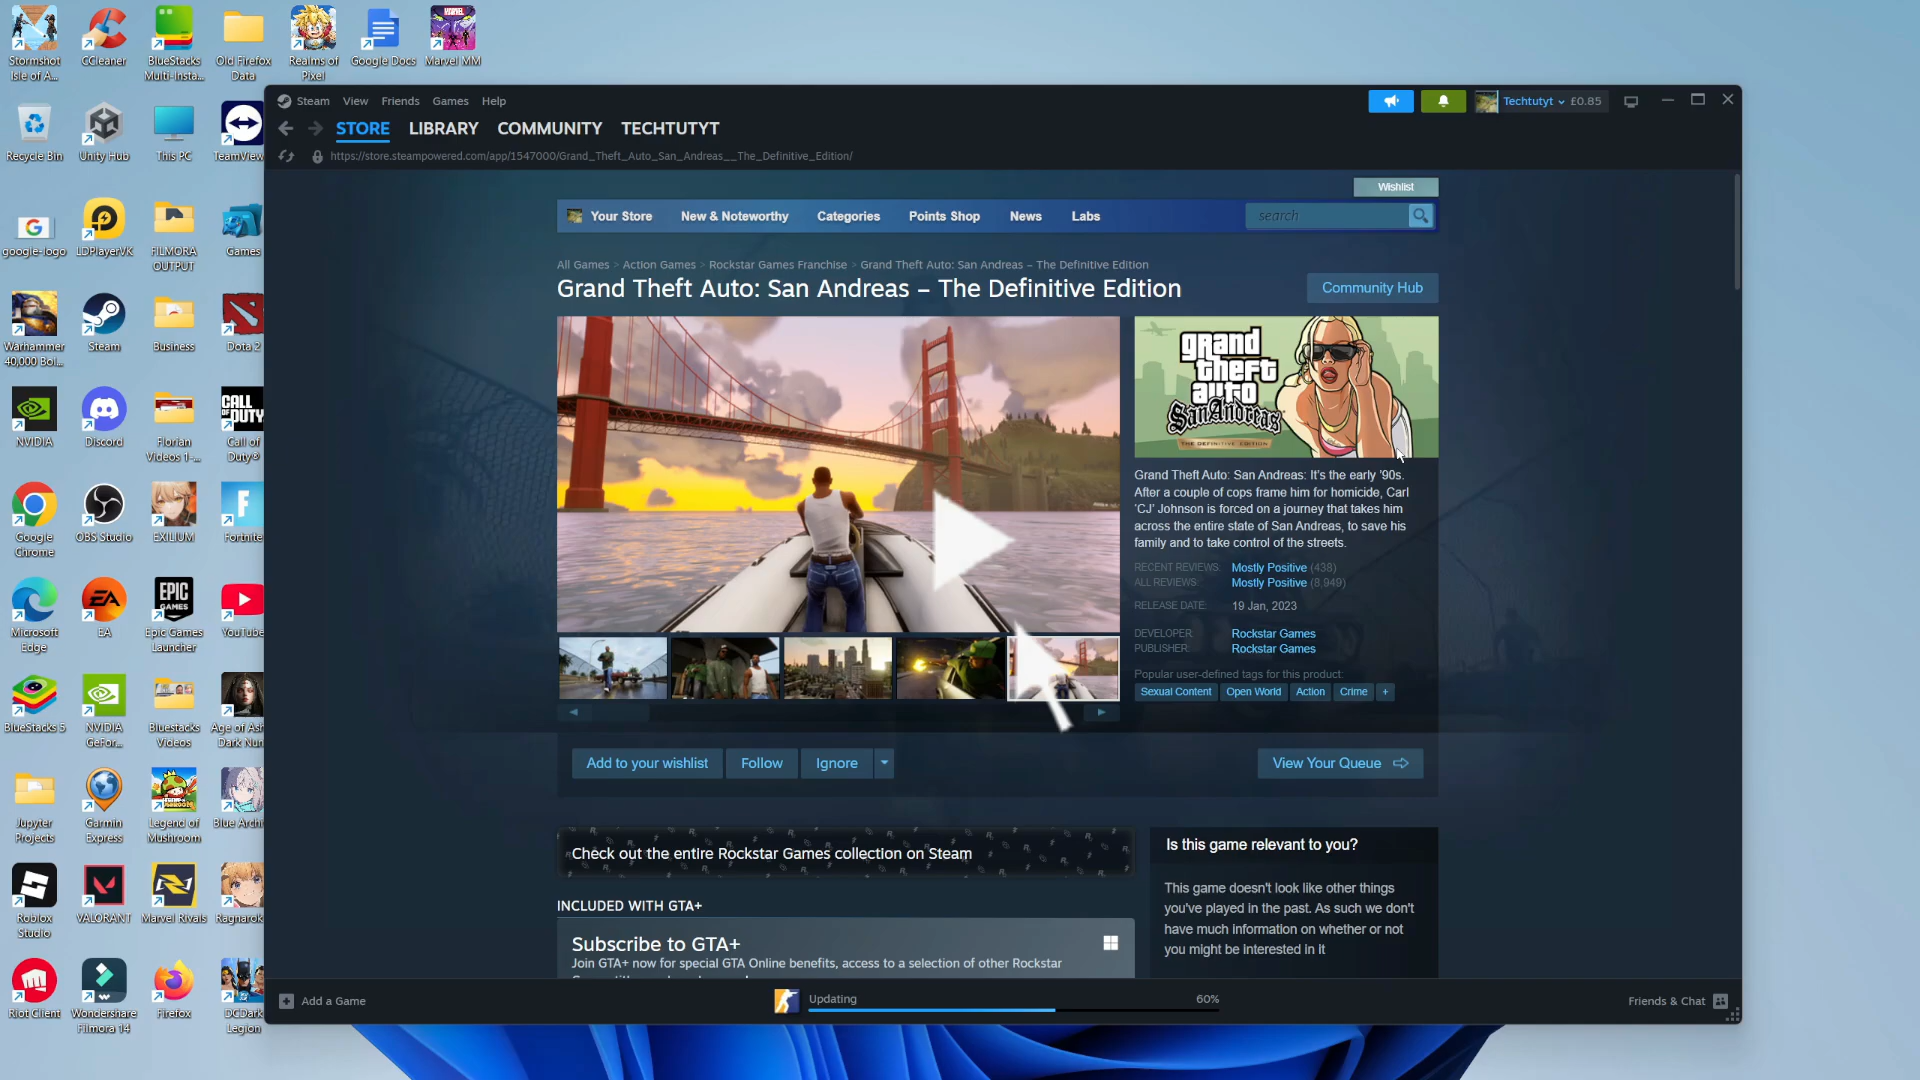 Stormshot
Isle of A...
CCleaner
BlueStacks
Multi-Insta...
Old Firefox
Data
Realms of
Pixel
Google Docs
Marvel MM
Recycle Bin
Unity Hub
This PC
TeamView
google-logo
LDPlayerVK
FILMORA
OUTPUT
Games
Warhammer
40,000 Bol...
Steam
Business
Dota 2
NVIDIA
Discord
Florian
Videos 1-...
CALL OF DUTY
Call of
Duty®
Google
Chrome
OBS Studio
EXILIUM
Fortnite
Microsoft
Edge
EA
EA
EPIC
GAMES
Epic Games
Launcher
YouTube
BlueStacks 5
NVIDIA
GeFor...
Bluestacks
Videos
Age of Ash
Dark Nun
Jupyter
Projects
Garmin
Express
Legend of
Mushroom
Blue Archi
Roblox
Studio
VALORANT
Marvel Rivals
Ragnarok
Riot Client
Wondershare
Filmora 14
Firefox
DCDark
Legion
Steam View Friends Games Help
Techtutyt £0.85
STORE LIBRARY COMMUNITY TECHTUTYT
https://store.steampowered.com/app/1547000/Grand_Theft_Auto_San_Andreas__The_Definitive_Edition/
Wishlist
Your Store New & Noteworthy Categories Points Shop News Labs search
All Games > Action Games > Rockstar Games Franchise > Grand Theft Auto: San Andreas – The Definitive Edition
Grand Theft Auto: San Andreas – The Definitive Edition
Community Hub
grand
theft
auto
San Andreas
THE DEFINITIVE EDITION
Grand Theft Auto: San Andreas: It's the early '90s.
After a couple of cops frame him for homicide, Carl
'CJ' Johnson is forced on a journey that takes him
across the entire state of San Andreas, to save his
family and to take control of the streets.
RECENT REVIEWS: Mostly Positive (438)
ALL REVIEWS: Mostly Positive (8,949)
RELEASE DATE: 19 Jan, 2023
DEVELOPER: Rockstar Games
PUBLISHER: Rockstar Games
Popular user-defined tags for this product:
Sexual Content Open World Action Crime +
Add to your wishlist Follow Ignore
View Your Queue
Check out the entire Rockstar Games collection on Steam
Is this game relevant to you?
This game doesn't look like other things
you've played in the past. As such we don't
have much information on whether or not
you might be interested in it
INCLUDED WITH GTA+
Subscribe to GTA+
Join GTA+ now for special GTA Online benefits, access to a selection of other Rockstar
Add a Game
Updating 60%
Friends & Chat